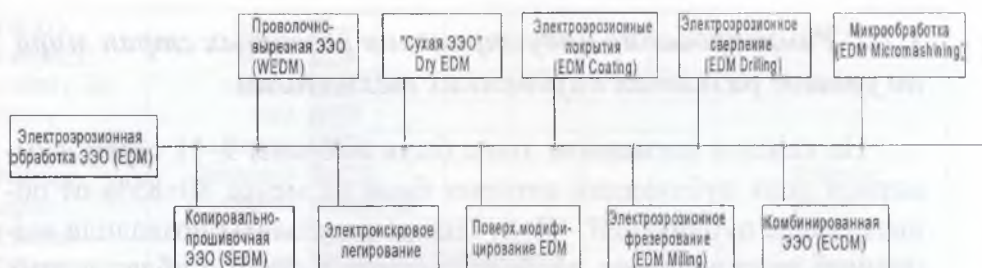 Проволочно-
вырезная ЭЭО
(WEDM)
Сухая ЭЭО
Dry EDM
Электроэрозионные
покрытия
(EDM Coating)
Электроэрозионное
сверление
(EDM Drilling)
Микрообработка
(EDM Micromashining)
Электроэрозионная
обработка ЭЭО (EDM)
Копировально-
прошивочная
ЭЭО (SEDM)
Электроискровое
легирование
Поверх.модифи-
цирование EDM
Электроэрозионное
фрезерование
(EDM Milling)
Комбинированная
ЭЭО (ECDM)